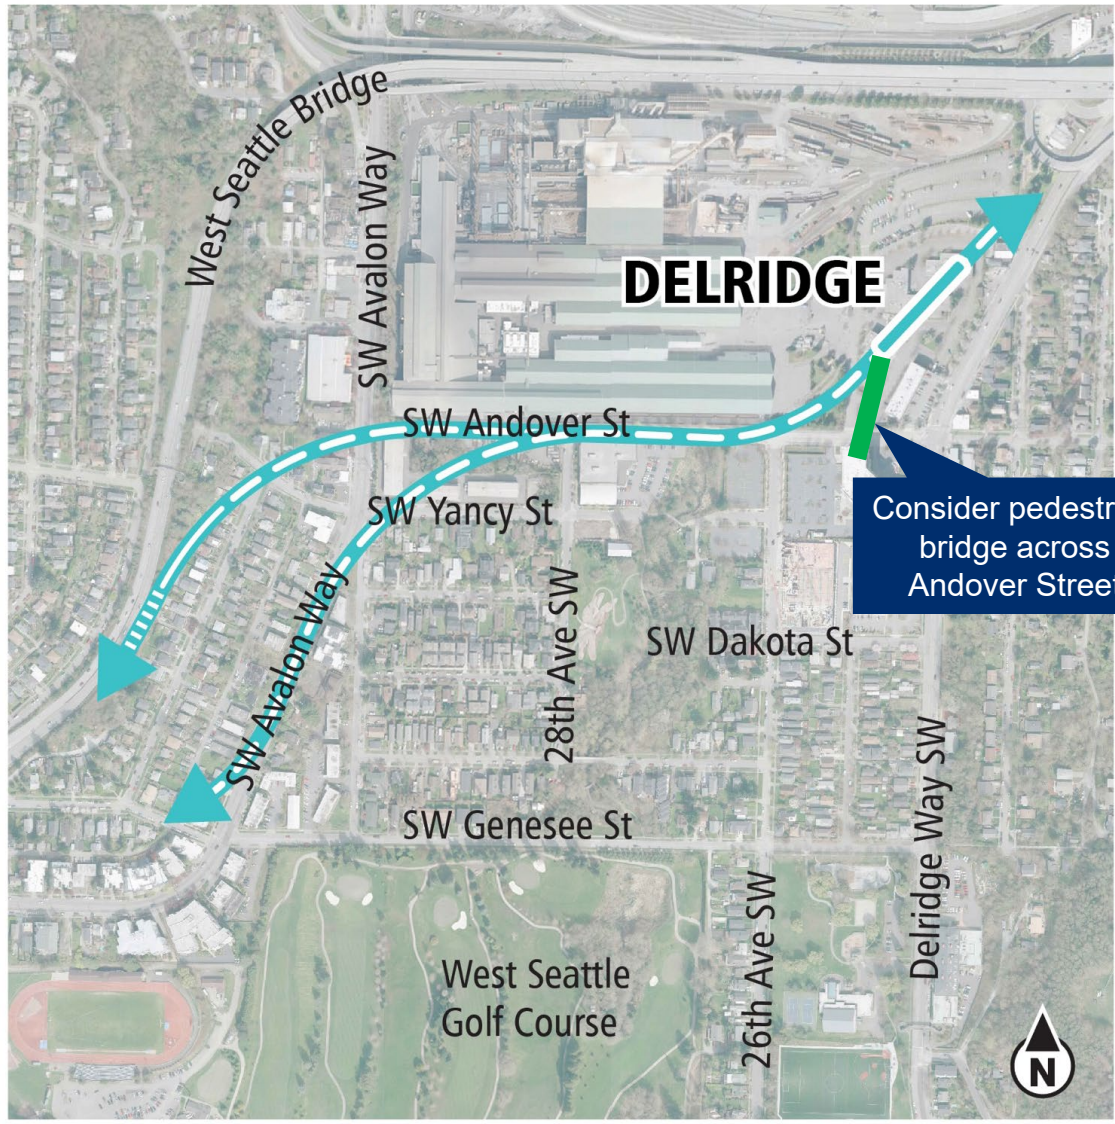 West Seattle Bridge
SW Avalon Way
DELRIDGE
SW Andover St
SW Yancy St
Consider pedestr
bridge across
Andover Stree
28th Ave SW
SW Dakota St
SW Avalon Way
SW Genesee St
Delridge Way SW
26th Ave SW
West Seattle
Golf Course
N